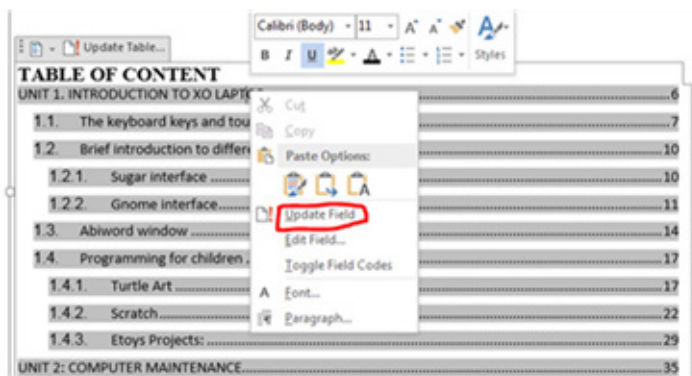 Calibri (Body) 11
Update Table...
B I U Styles
TABLE OF CONTENT
UNIT 1. INTRODUCTION TO XO LAPTO 6
1.1. The keyboard keys and tou 7
1.2. Brief introduction to differe 10
1.2.1. Sugar interface 10
1.2.2. Gnome interface 11
1.3. Abiword window 14
1.4. Programming for children 17
1.4.1. Turtle Art 17
1.4.2. Scratch 22
1.4.3. Etoys Projects: 29
UNIT 2: COMPUTER MAINTENANCE 35
Cut
Copy
Paste Options:
Update Field
Edit Field...
Toggle Field Codes
A Font...
Paragraph...